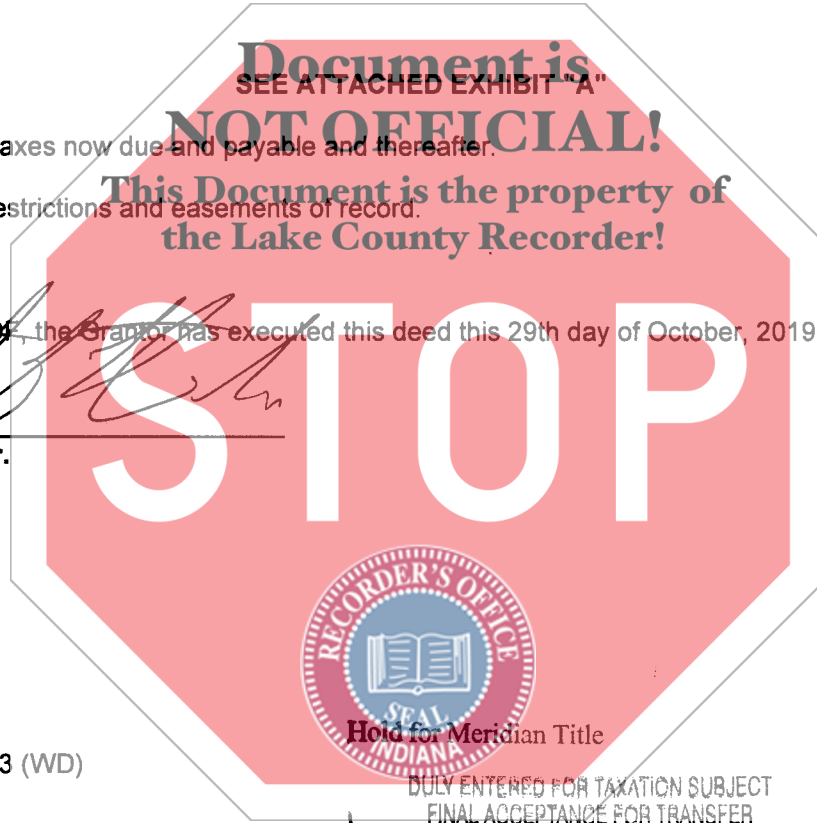 Document is
SEE ATTACHED EXHIBIT "A"
NOT OFFICIAL!
axes now due and payable and thereafter.
This Document is the property of
estrictions and easements of record.
the Lake County Recorder!
the Grantor has executed this deed this 29th day of October, 2019
STOP
r.
RECORDER'S OFFICE
SEAL
INDIANA
Hold for Meridian Title
3 (WD)
DULY ENTERED FOR TAXATION SUBJECT
FINAL ACCEPTANCE FOR TRANSFER